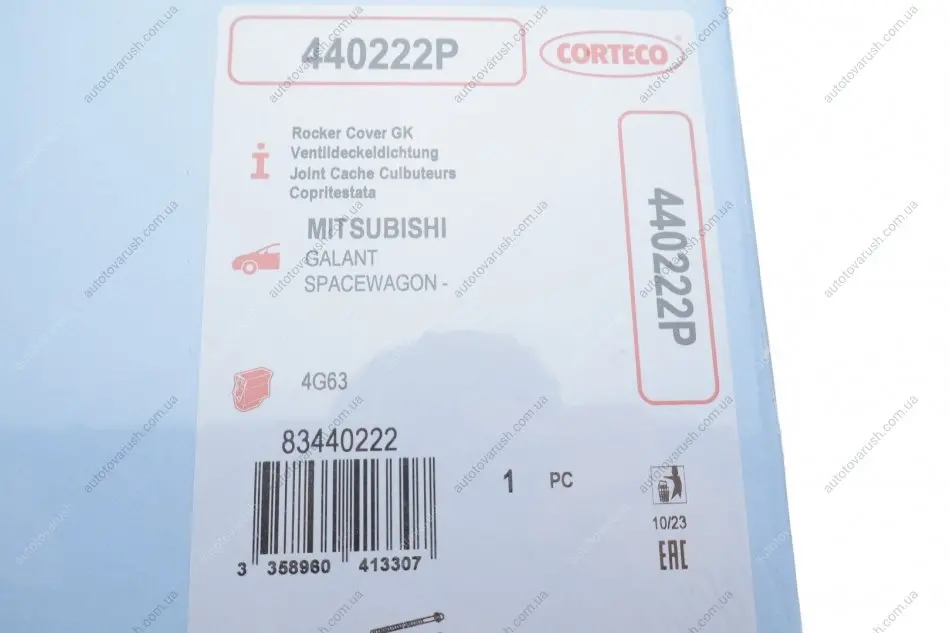 440222P
CORTECO
Rocker Cover GK
Ventildeckeldichtung
Joint Cache Culbuteurs
Copritestata
MITSUBISHI
GALANT
SPACEWAGON -
440222P
4G63
83440222
1 PC
10/23
EAC
3 358960 413307
autotovarush.com.ua